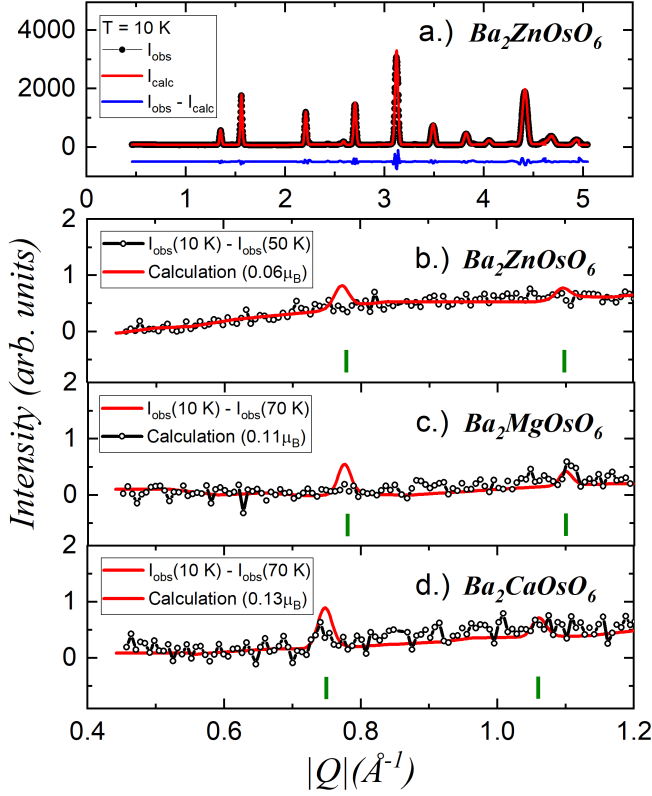 a.) Ba2ZnOsO6
T = 10 K
Iobs
Icalc
Iobs - Icalc
4000
2000
0
0 1 2 3 4 5
b.) Ba2ZnOsO6
Iobs(10 K) - Iobs(50 K)
Calculation (0.06μB)
2
1
0
c.) Ba2MgOsO6
Iobs(10 K) - Iobs(70 K)
Calculation (0.11μB)
2
1
0
d.) Ba2CaOsO6
Iobs(10 K) - Iobs(70 K)
Calculation (0.13μB)
2
1
0
0.4 0.6 0.8 1.0 1.2
Intensity (arb. units)
|Q|(Å-1)